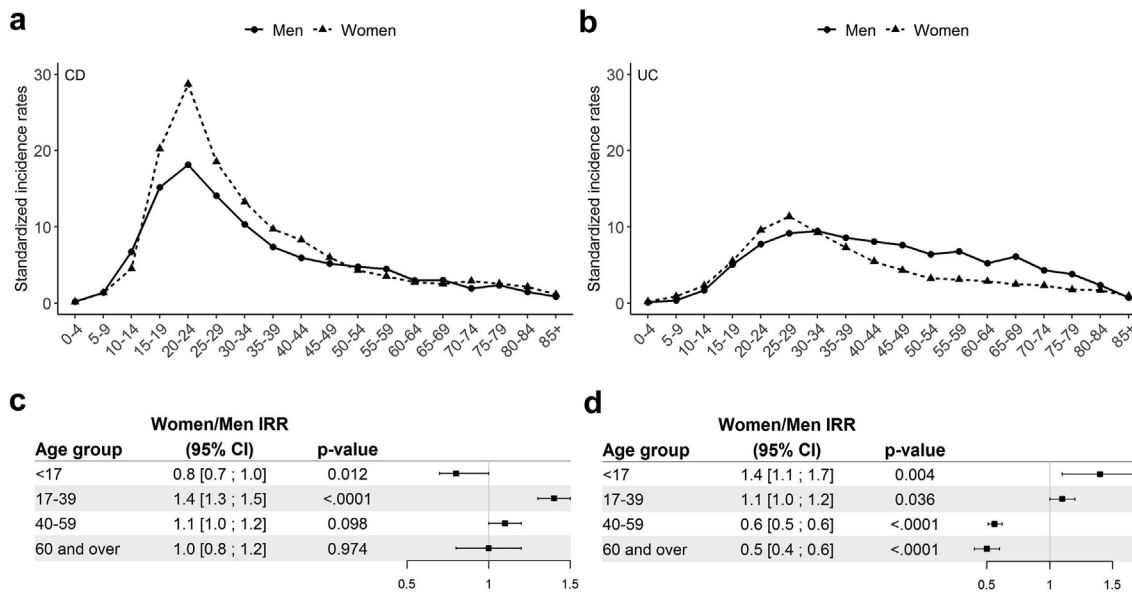 a
Men Women
Standardized incidence rates
CD
30
20
10
0
0-4 5-9 10-14 15-19 20-24 25-29 30-34 35-39 40-44 45-49 50-54 55-59 60-64 65-69 70-74 75-79 80-84 85+
b
Men Women
Standardized incidence rates
UC
30
20
10
0
0-4 5-9 10-14 15-19 20-24 25-29 30-34 35-39 40-44 45-49 50-54 55-59 60-64 65-69 70-74 75-79 80-84 85+
c
Women/Men IRR
Age group (95% CI) p-value
<17 0.8 [0.7 ; 1.0] 0.012
17-39 1.4 [1.3 ; 1.5] <.0001
40-59 1.1 [1.0 ; 1.2] 0.098
60 and over 1.0 [0.8 ; 1.2] 0.974
0.5 1 1.5
d
Women/Men IRR
Age group (95% CI) p-value
<17 1.4 [1.1 ; 1.7] 0.004
17-39 1.1 [1.0 ; 1.2] 0.036
40-59 0.6 [0.5 ; 0.6] <.0001
60 and over 0.5 [0.4 ; 0.6] <.0001
0.5 1 1.5